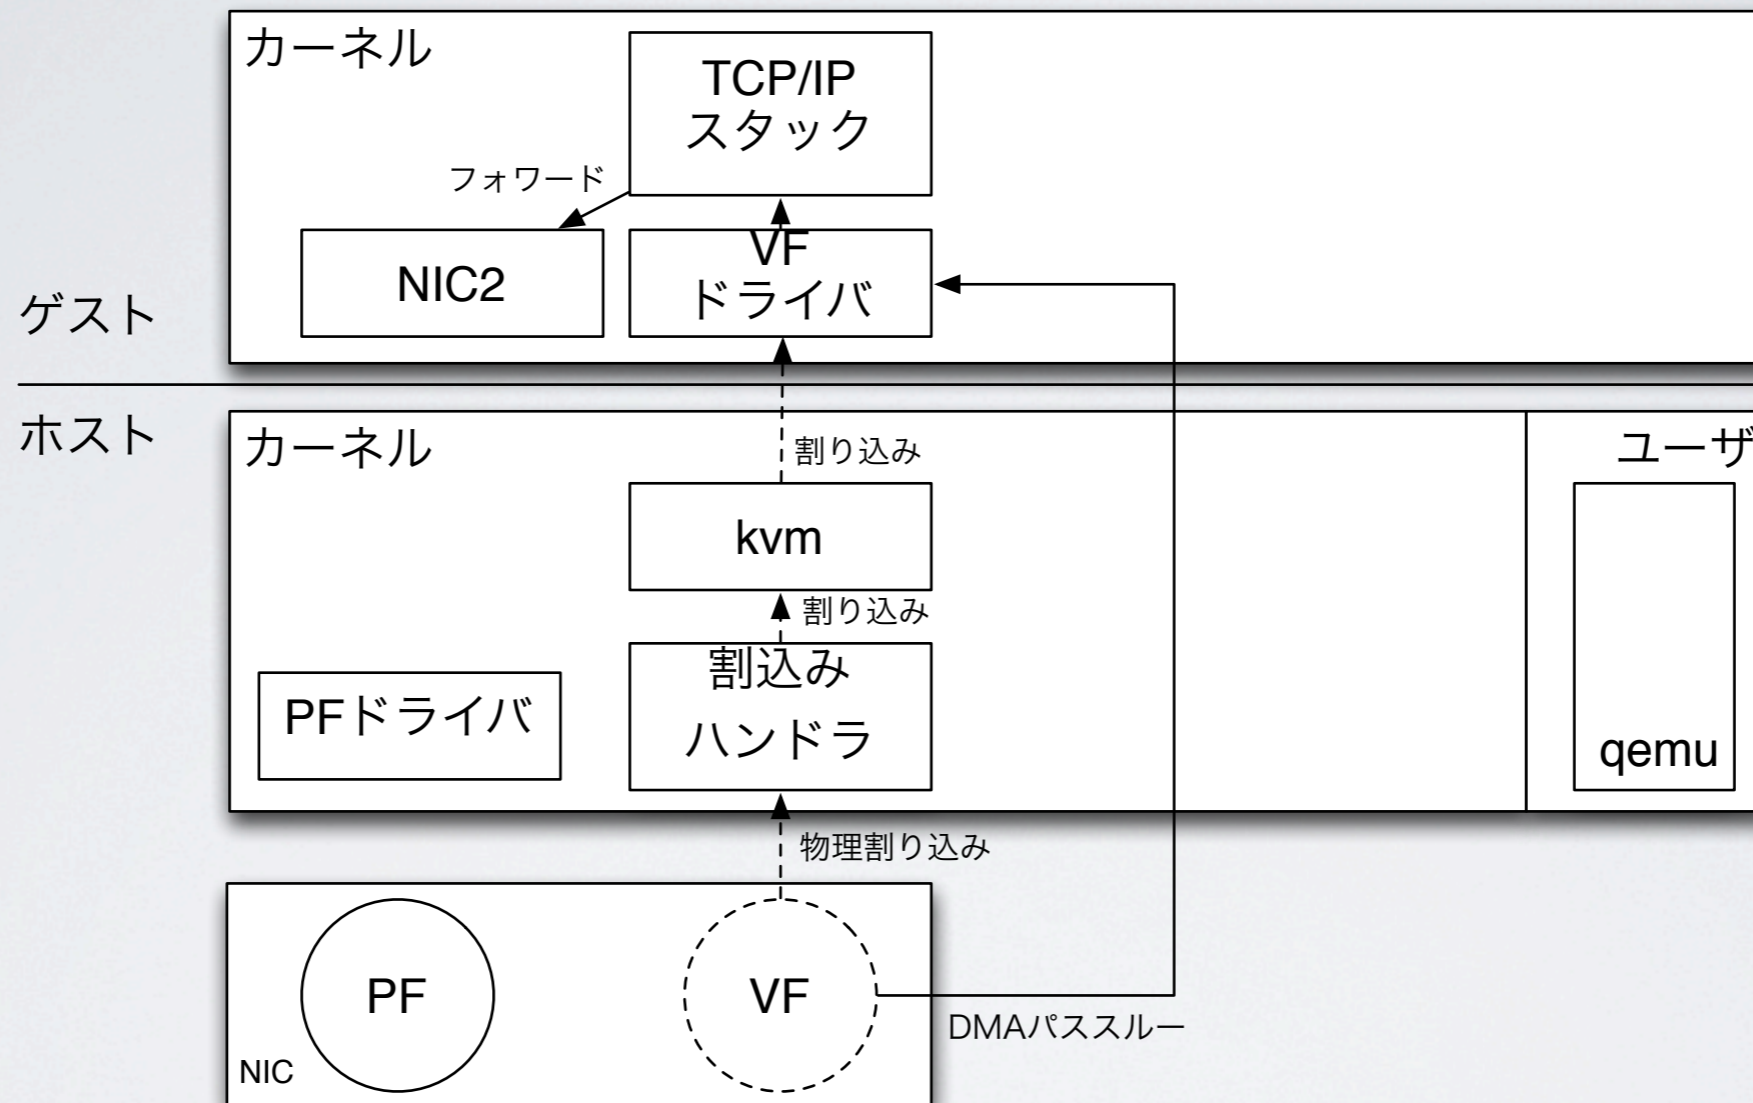 カーネル
TCP/IP
スタック
フォワード
NIC2
VF
ドライバ
ゲスト
ホスト
カーネル
割り込み
kvm
割り込み
割込み
ハンドラ
PFドライバ
ユーザ
qemu
物理割り込み
PF
VF
DMAパススルー
NIC